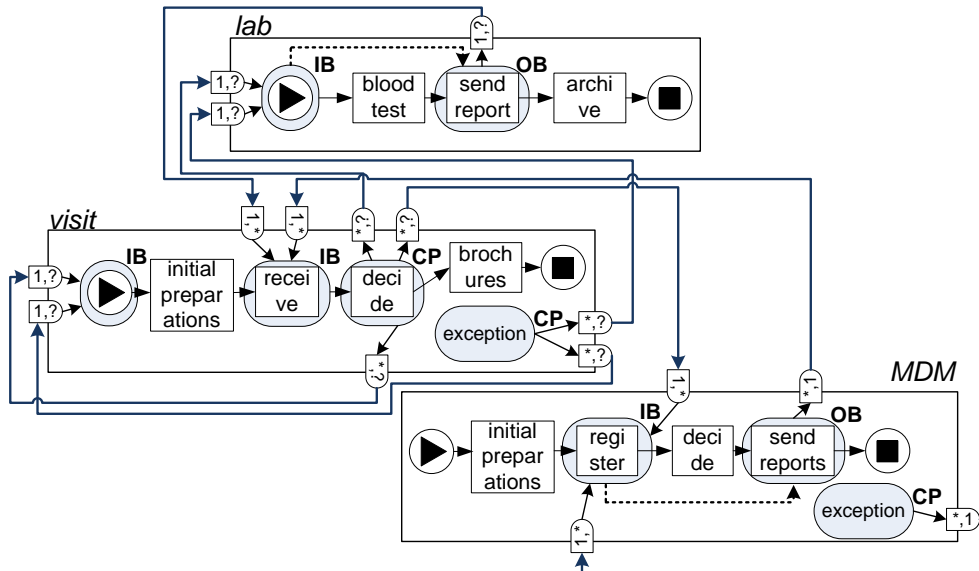 lab
1,?
IB
OB
1,?
1,?
blood
test
send
report
archi
ve
visit
1,*
1,*
*,?
*,?
IB
IB
CP
1,?
1,?
initial
prepar
ations
recei
ve
deci
de
broch
ures
exception
CP
*,?
*,?
*,?
MDM
1,*
*,1
IB
OB
initial
prepar
ations
regi
ster
deci
de
send
reports
exception
CP
*,1
1,*